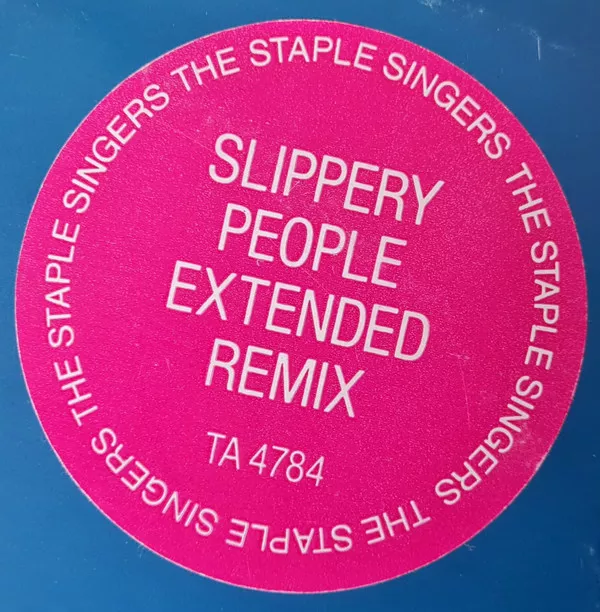 THE STAPLE SINGERS THE STAPLE SINGERS THE STAPLE SINGERS THE STAPLE SINGERS
SLIPPERY
PEOPLE
EXTENDED
REMIX
TA 4784